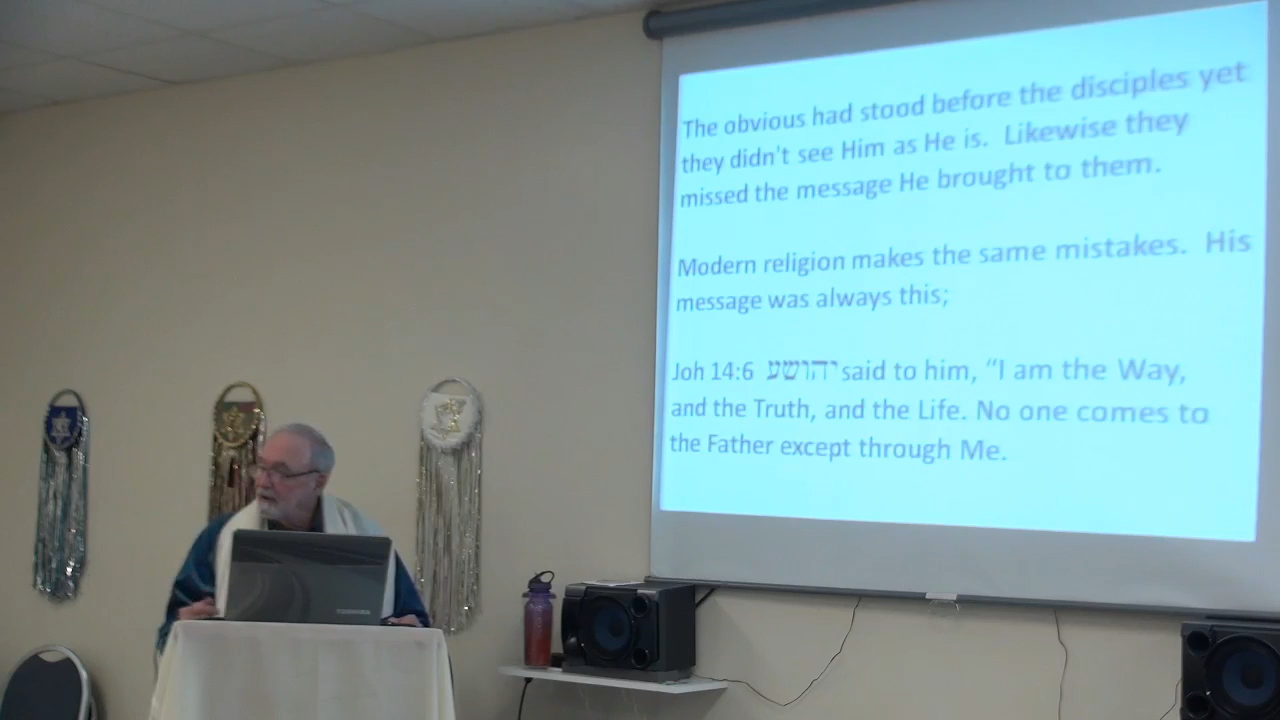 The obvious had stood before the disciples yet
they didn't see Him as He is. Likewise they
missed the message He brought to them.
Modern religion makes the same mistakes. His
message was always this;
Joh 14:6 יהושע said to him, “I am the Way,
and the Truth, and the Life. No one comes to
the Father except through Me.
TOSHIBA